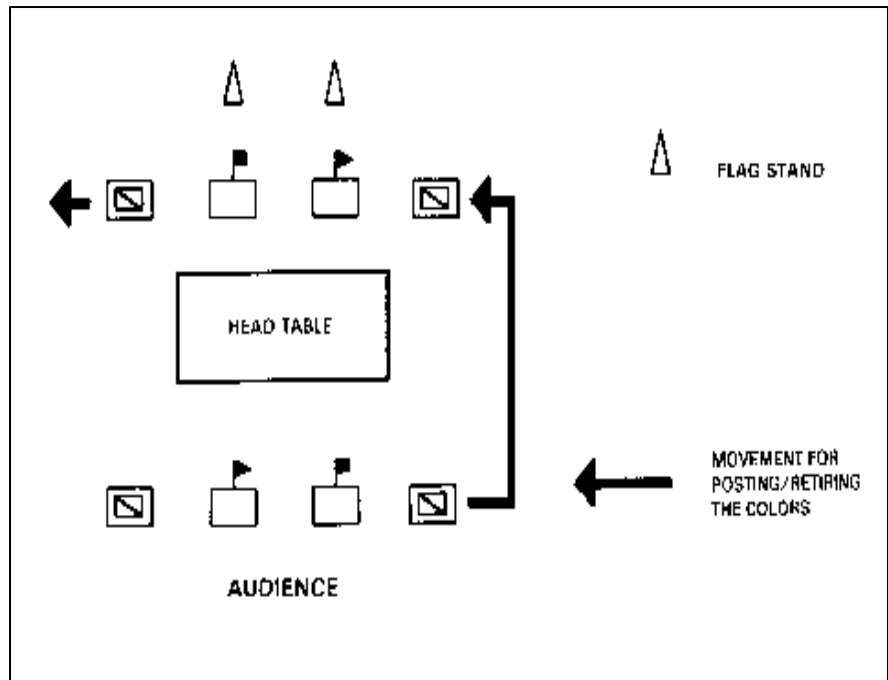 FLAG STAND
HEAD TABLE
MOVEMENT FOR
POSTING/RETIRING
THE COLORS
AUDIENCE